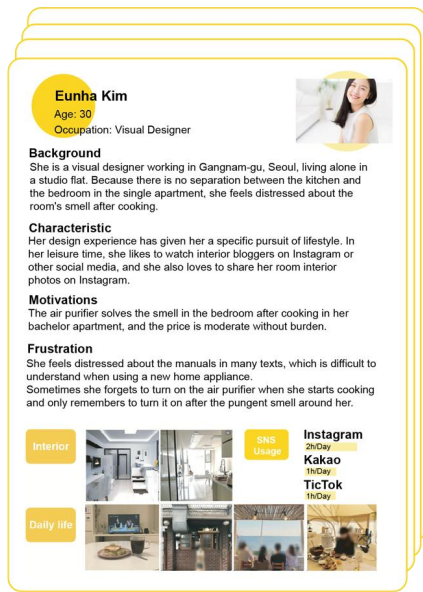 Eunha Kim
Age: 30
Occupation: Visual Designer
Background
She is a visual designer working in Gangnam-gu, Seoul, living alone in
a studio flat. Because there is no separation between the kitchen and
the bedroom in the single apartment, she feels distressed about the
room's smell after cooking.
Characteristic
Her design experience has given her a specific pursuit of lifestyle. In
her leisure time, she likes to watch interior bloggers on Instagram or
other social media, and she also loves to share her room interior
photos on Instagram.
Motivations
The air purifier solves the smell in the bedroom after cooking in her
bachelor apartment, and the price is moderate without burden.
Frustration
She feels distressed about the manuals in many texts, which is difficult to
understand when using a new home appliance.
Sometimes she forgets to turn on the air purifier when she starts cooking
and only remembers to turn it on after the pungent smell around her.
Interior
SNS
Usage
Instagram
2h/Day
Kakao
1h/Day
TicTok
1h/Day
Daily life